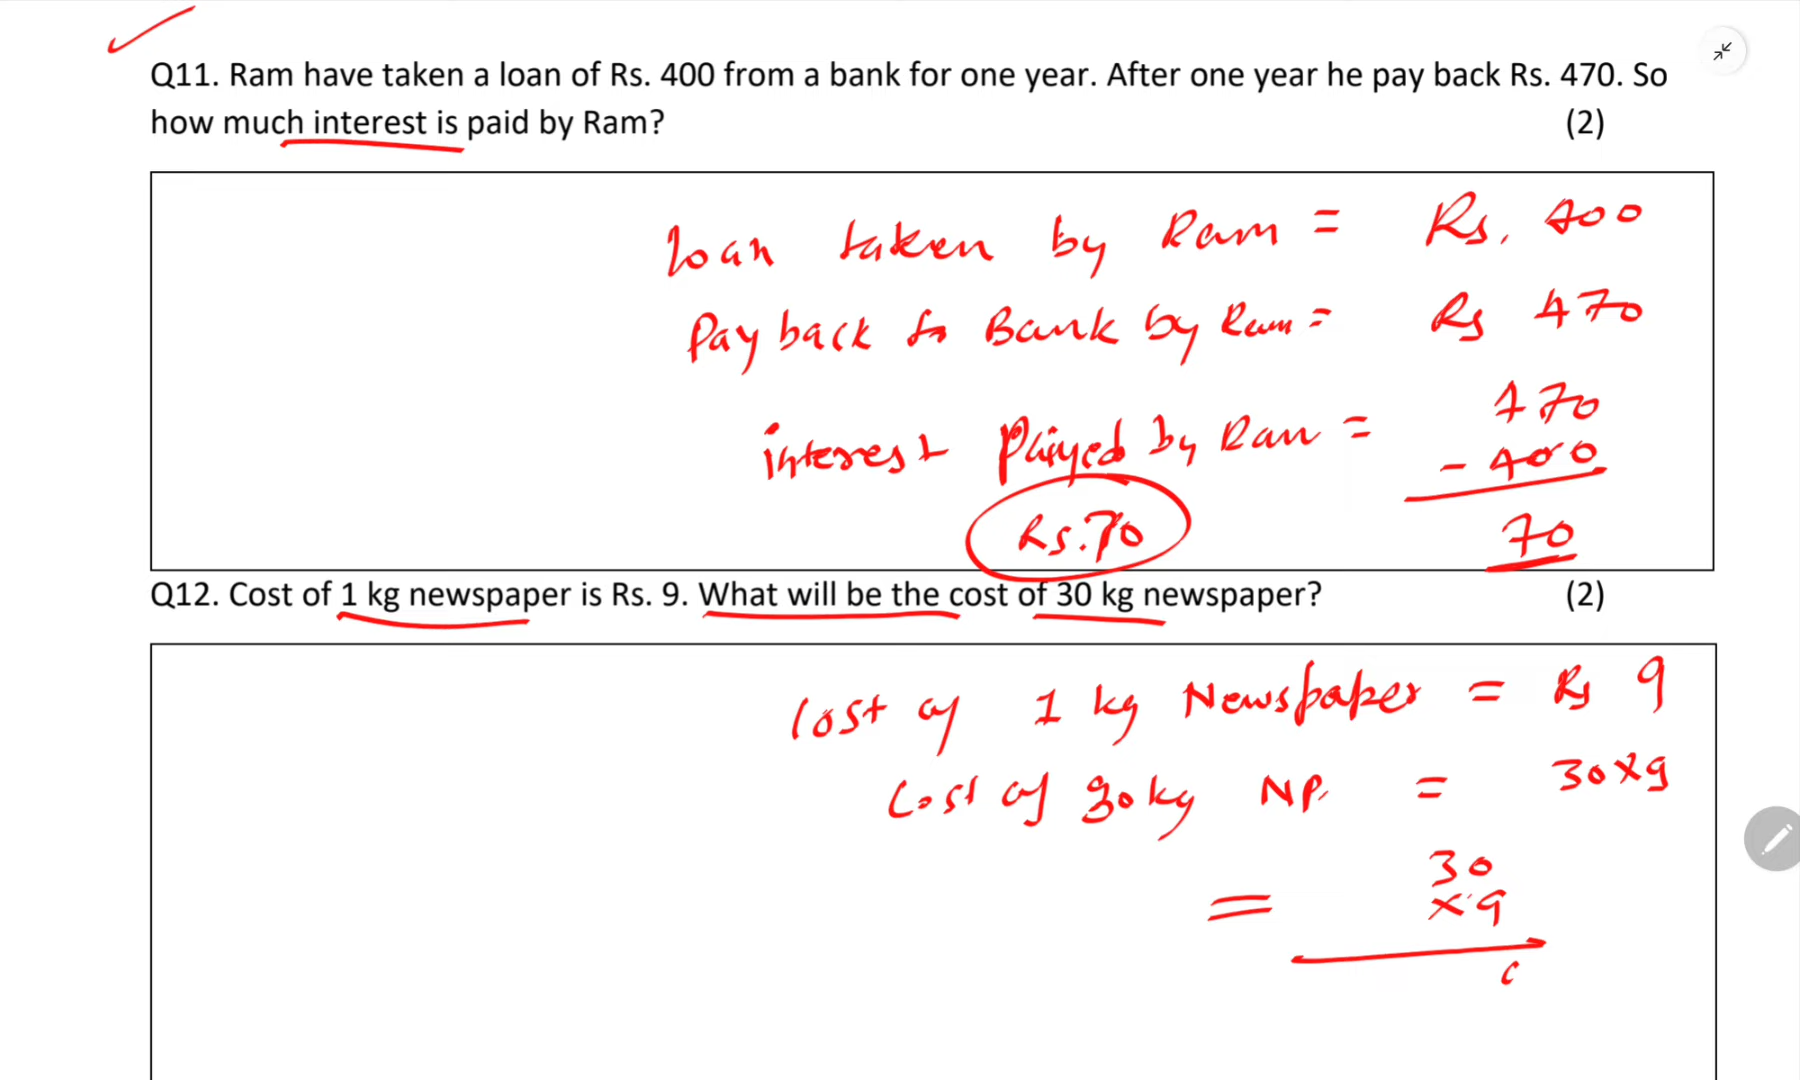 Q11. Ram have taken a loan of Rs. 400 from a bank for one year. After one year he pay back Rs. 470. So
how much interest is paid by Ram? (2)
Loan taken by Ram = Rs. 400
Pay back to Bank by Ram = Rs 470
interest by Ram = 470
- 400
Rs. 70 70
Q12. Cost of 1 kg newspaper is Rs. 9. What will be the cost of 30 kg newspaper? (2)
Cost of 1 kg Newspaper = Rs 9
Cost of 30 kg NP. = 30×9
= 30
×9